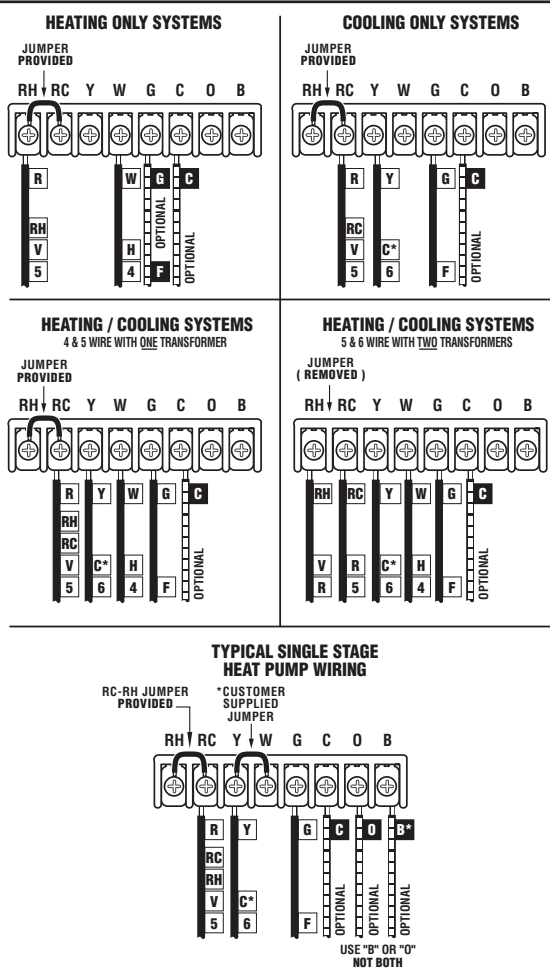 HEATING ONLY SYSTEMS
JUMPER
PROVIDED
RH RC Y W G C O B
R W G C
OPTIONAL
OPTIONAL
RH
V H
5 4 F
COOLING ONLY SYSTEMS
JUMPER
PROVIDED
RH RC Y W G C O B
R Y G C
OPTIONAL
RC
V C*
5 6 F
HEATING / COOLING SYSTEMS
4 & 5 WIRE WITH ONE TRANSFORMER
JUMPER
PROVIDED
RH RC Y W G C O B
R Y W G C
RH
RC
OPTIONAL
V C* H
5 6 4 F
HEATING / COOLING SYSTEMS
5 & 6 WIRE WITH TWO TRANSFORMERS
JUMPER
( REMOVED )
RH RC Y W G C O B
RH RC Y W G C
OPTIONAL
V R C* H
R 5 6 4 F
TYPICAL SINGLE STAGE
HEAT PUMP WIRING
RC-RH JUMPER
PROVIDED
*CUSTOMER
SUPPLIED
JUMPER
RH RC Y W G C O B
R Y G C O B*
RC
RH
V C*
5 6 F
OPTIONAL
OPTIONAL
OPTIONAL
USE "B" OR "O"
NOT BOTH